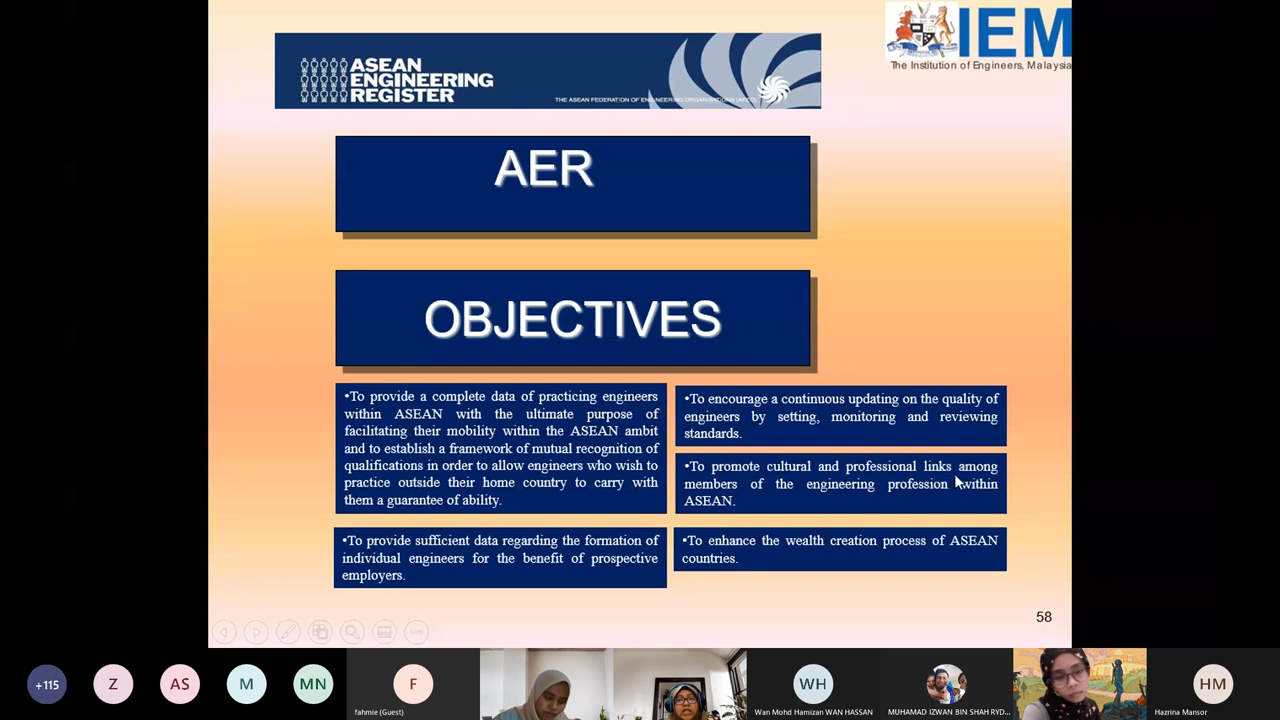 IEM
The Institution of Engineers, Malaysia
ASEAN
ENGINEERING
REGISTER
THE ASEAN FEDERATION OF ENGINEERING ORGANISATIONS (AFEO)
AER
OBJECTIVES
•To provide a complete data of practicing engineers
within ASEAN with the ultimate purpose of
facilitating their mobility within the ASEAN ambit
and to establish a framework of mutual recognition of
qualifications in order to allow engineers who wish to
practice outside their home country to carry with
them a guarantee of ability.
•To provide sufficient data regarding the formation of
individual engineers for the benefit of prospective
employers.
•To encourage a continuous updating on the quality of
engineers by setting, monitoring and reviewing
standards.
•To promote cultural and professional links among
members of the engineering profession within
ASEAN.
•To enhance the wealth creation process of ASEAN
countries.
58
+115
Z
AS
M
MN
F
fahmie (Guest)
WH
Wan Mohd Hamizan WAN HASSAN
MUHAMAD IZWAN BIN SHAH RYD...
HM
Hazrina Mansor